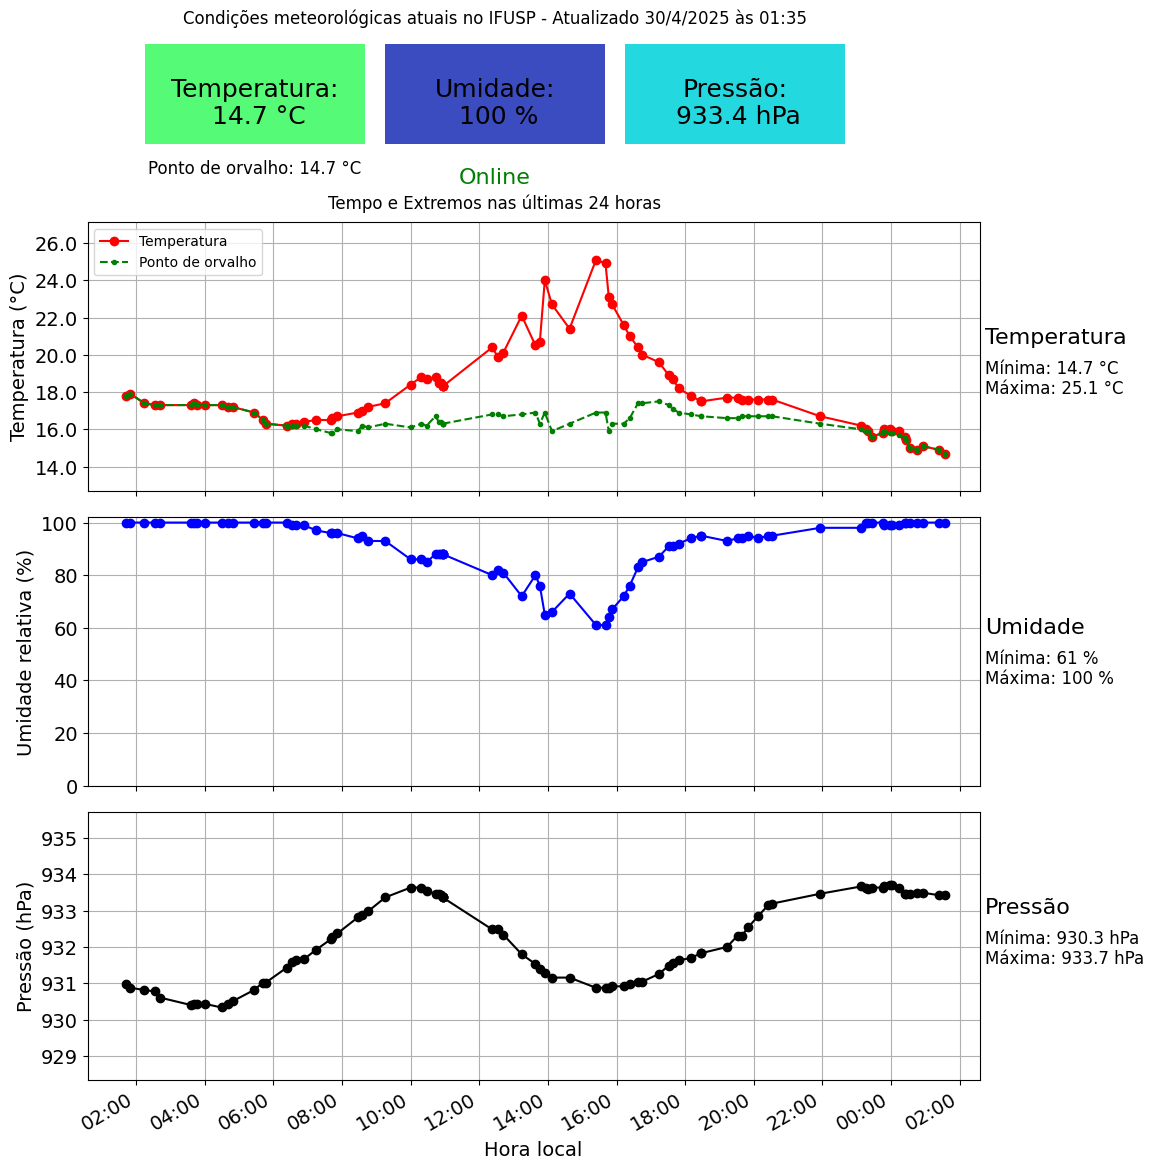 Condições meteorológicas atuais no IFUSP - Atualizado 30/4/2025 às 01:35
Temperatura:
14.7 °C
Umidade:
100 %
Pressão:
933.4 hPa
Ponto de orvalho: 14.7 °C
Online
Tempo e Extremos nas últimas 24 horas
Temperatura (°C)
26.0
24.0
22.0
20.0
18.0
16.0
14.0
Temperatura
Ponto de orvalho
Temperatura
Mínima: 14.7 °C
Máxima: 25.1 °C
Umidade relativa (%)
100
80
60
40
20
0
Umidade
Mínima: 61 %
Máxima: 100 %
Pressão (hPa)
935
934
933
932
931
930
929
Pressão
Mínima: 930.3 hPa
Máxima: 933.7 hPa
02:00
04:00
06:00
08:00
10:00
12:00
14:00
16:00
18:00
20:00
22:00
00:00
02:00
Hora local